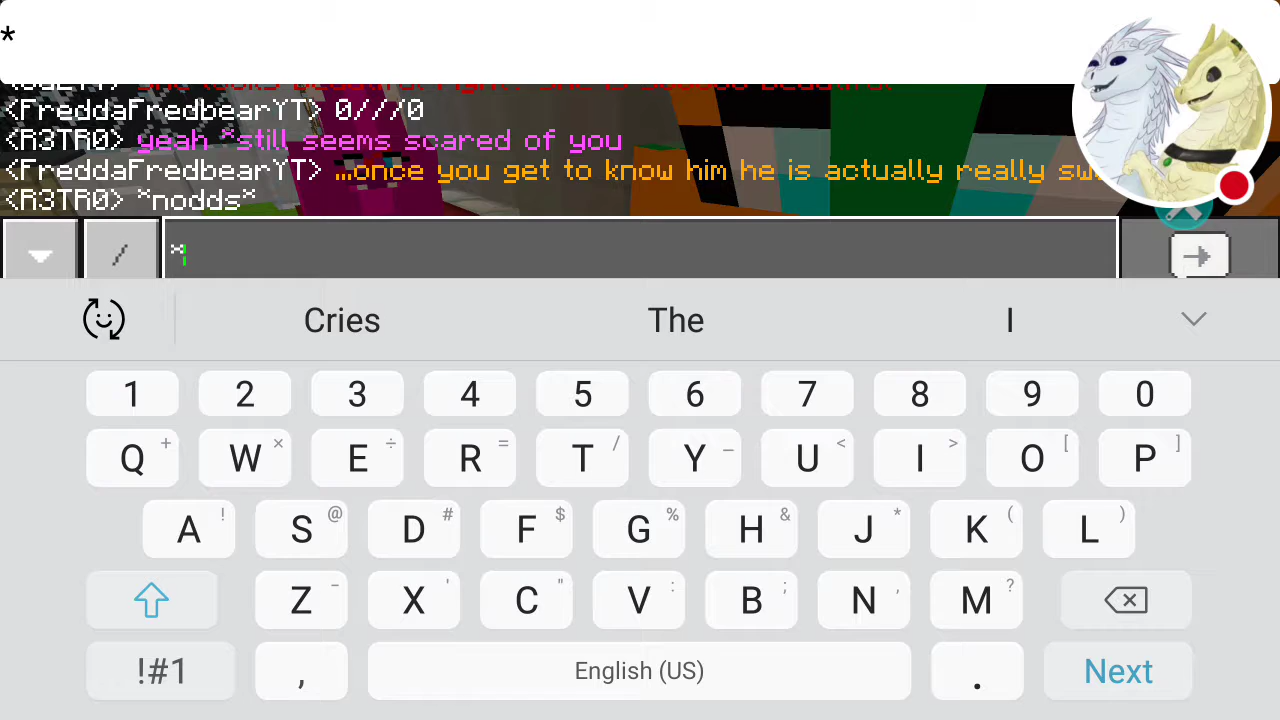 *
<FreddaFredbearYT> 0///0
<R3TR0> yeah *still seems scared of you
<FreddaFredbearYT> …once you get to know him he is actually really
<R3TR0> *nodds*
/ *
Cries The I
1 2 3 4 5 6 7 8 9 0
Q + W × E ÷ R = T / Y _ U < I > O [ P ]
A ! S @ D # F $ G % H & J * K ( L )
Z - X ' C " V : B ; N , M ?
!#1 , English (US) . Next